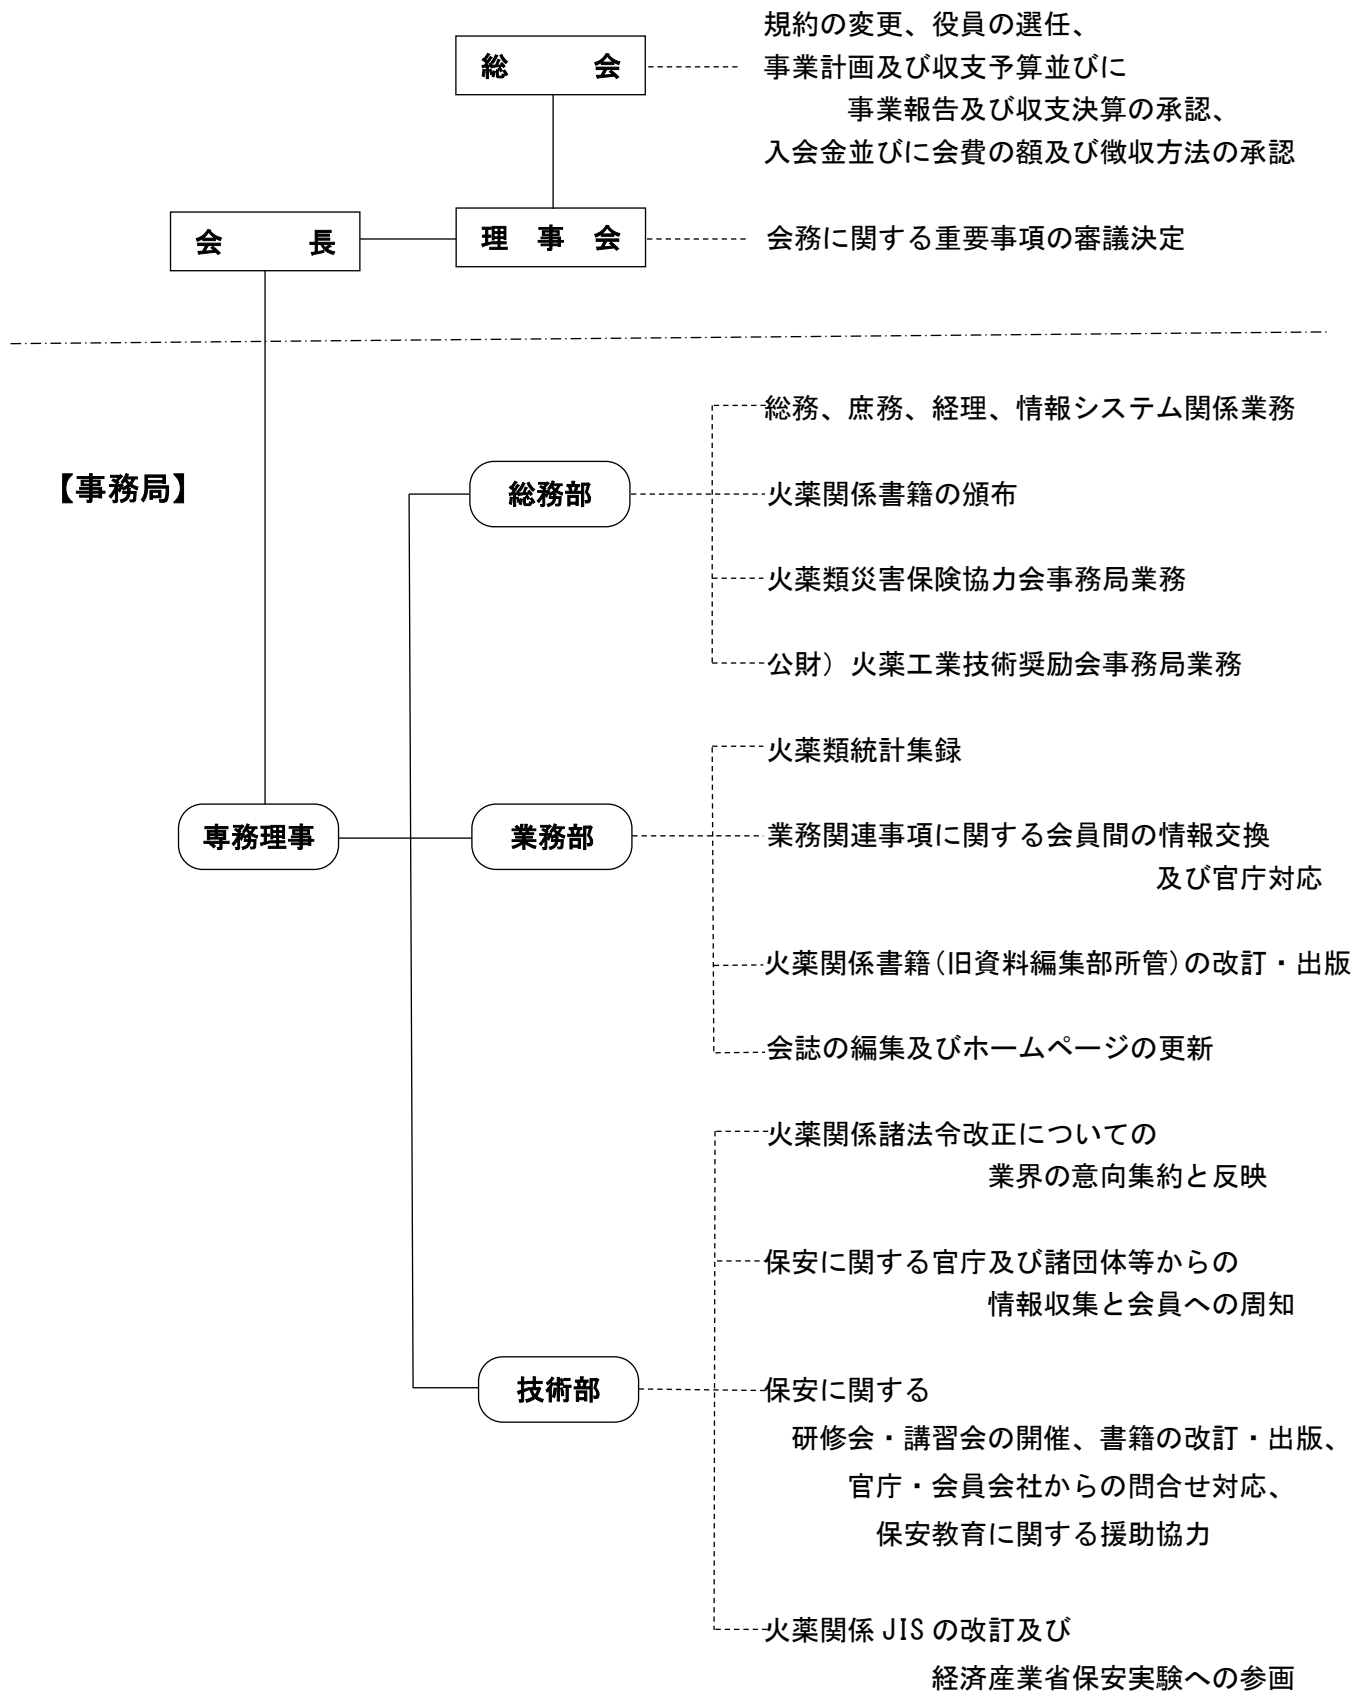 規約の変更、役員の選任、
総　　会
事業計画及び収支予算並びに
事業報告及び収支決算の承認、
入会金並びに会費の額及び徴収方法の承認
会　　長
理　事　会
会務に関する重要事項の審議決定
【事務局】
総務部
総務、庶務、経理、情報システム関係業務
火薬関係書籍の頒布
火薬類災害保険協力会事務局業務
公財）火薬工業技術奨励会事務局業務
専務理事
業務部
火薬類統計集録
業務関連事項に関する会員間の情報交換
及び官庁対応
火薬関係書籍(旧資料編集部所管)の改訂・出版
会誌の編集及びホームページの更新
技術部
火薬関係諸法令改正についての
業界の意向集約と反映
保安に関する官庁及び諸団体等からの
情報収集と会員への周知
保安に関する
研修会・講習会の開催、書籍の改訂・出版、
官庁・会員会社からの問合せ対応、
保安教育に関する援助協力
火薬関係 JIS の改訂及び
経済産業省保安実験への参画